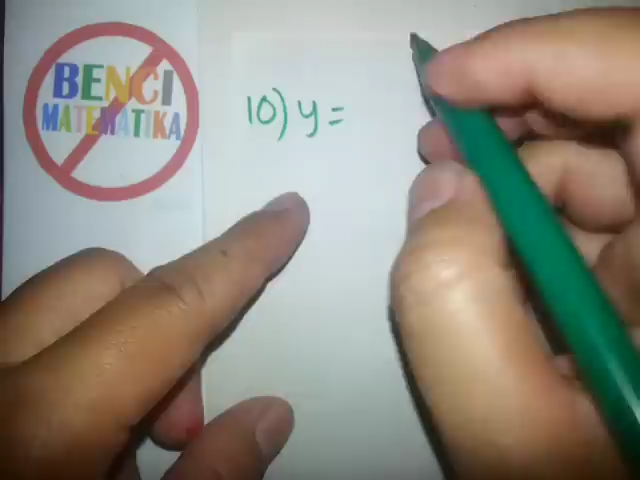 BENCI
MATEMATIKA
10) y =